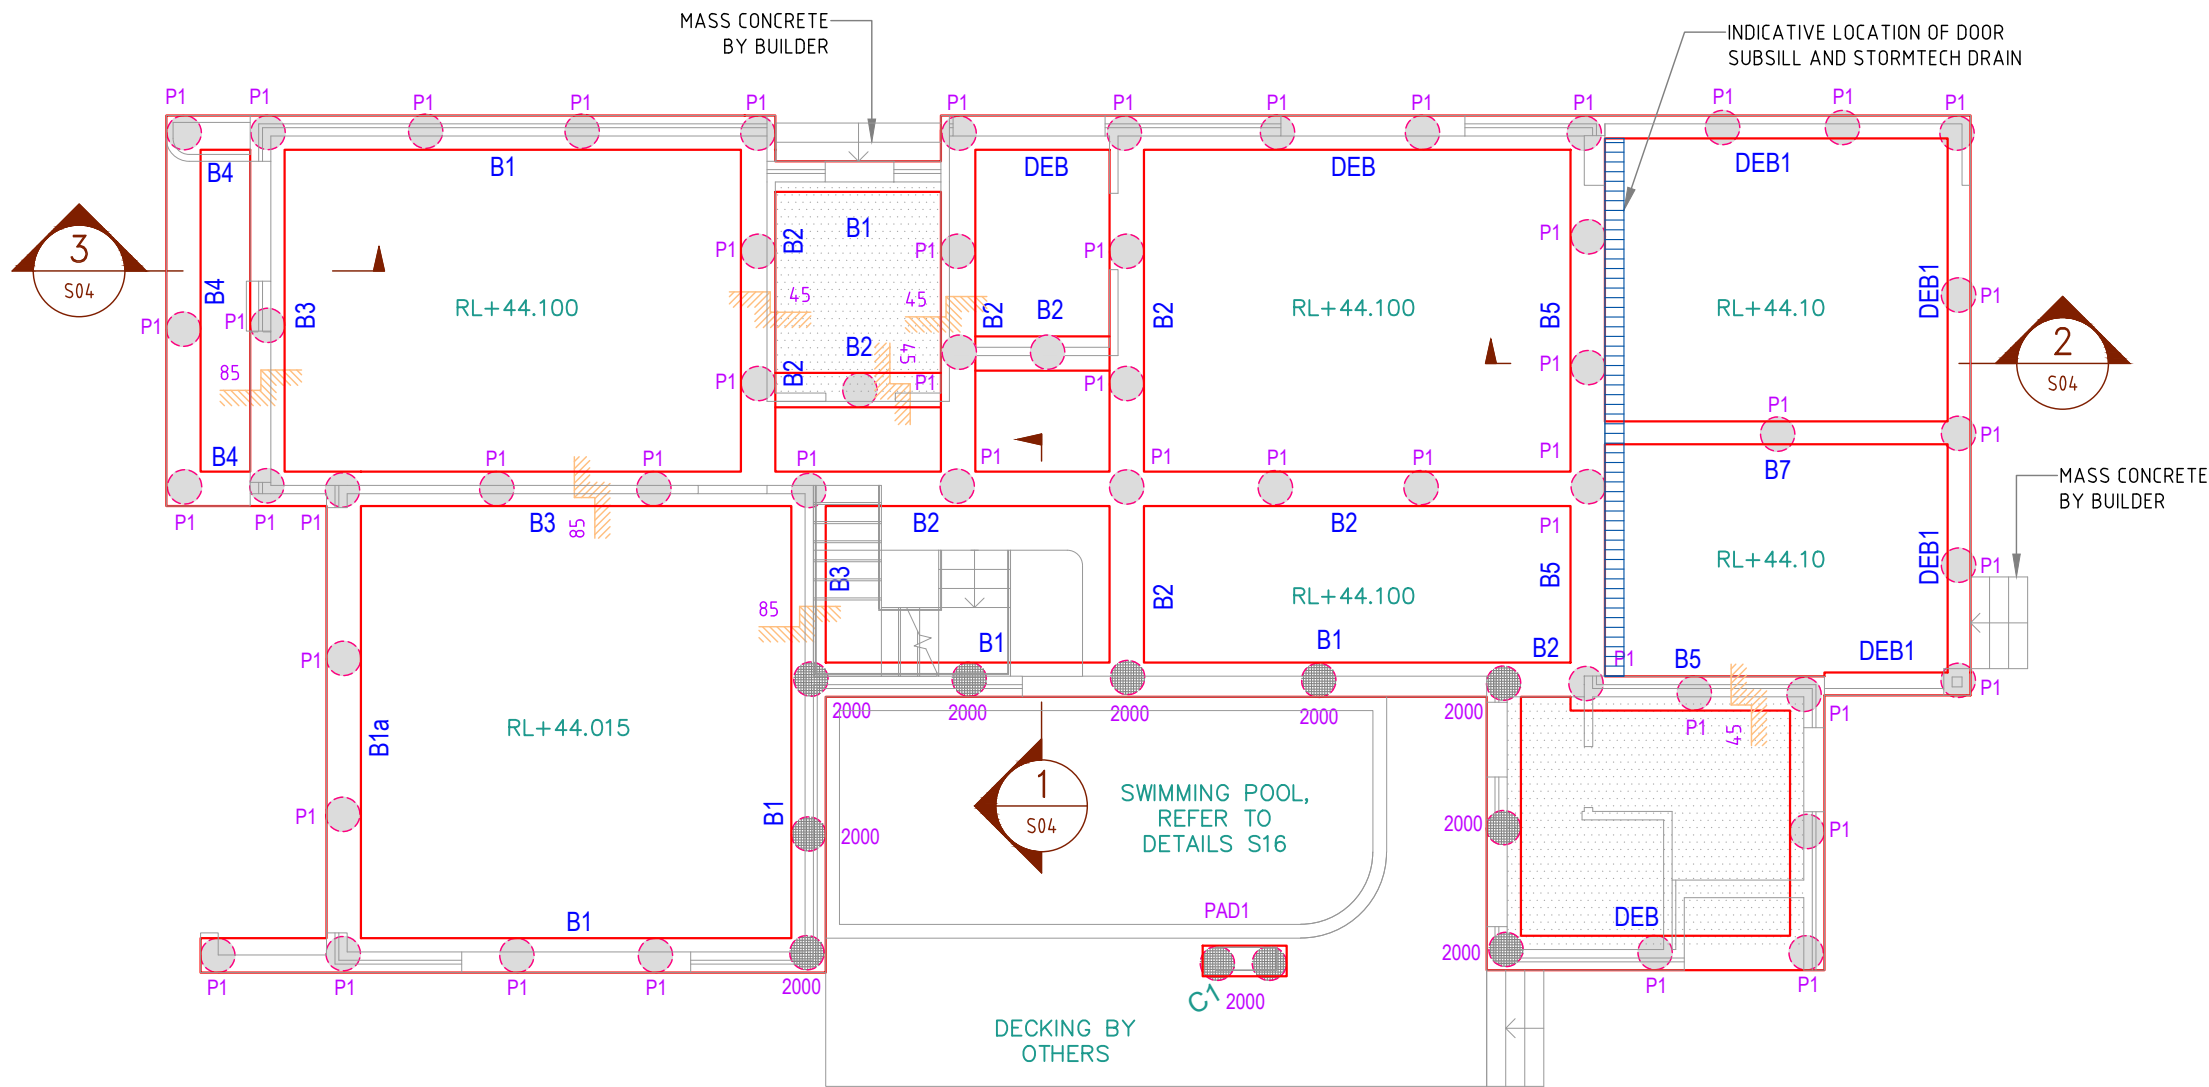 MASS CONCRETE
BY BUILDER
INDICATIVE LOCATION OF DOOR
SUBSILL AND STORMTECH DRAIN
P1 P1 P1 P1 P1 P1 P1 P1 P1 P1 P1 P1 P1
B4 B1 DEB DEB DEB1
3
S04
P1 B2 B1 P1 P1 P1
B4 B3 RL+44.100 45 45 B2 B2 B2 RL+44.100 B5 RL+44.10 DEB1 P1
P1 P1
2
S04
85 P1 B2 B2 45 P1 P1 P1
P1 P1
B4 P1 P1 P1 P1 P1 P1 P1 B7
MASS CONCRETE
BY BUILDER
P1 P1 P1 B3 85 B2 B2 P1
B3 B2 RL+44.100 B5 RL+44.10 DEB1 P1
85
P1 B1 B1 B2 P1 B5 DEB1 P1
2000 2000 2000 2000 2000 P1 45 P1
B1a RL+44.015
P1 B1 2000
1
S04
SWIMMING POOL,
REFER TO
DETAILS S16
2000 P1
B1 PAD1 DEB
2000
P1 P1 P1 P1 2000 C1 2000 P1 P1
DECKING BY
OTHERS